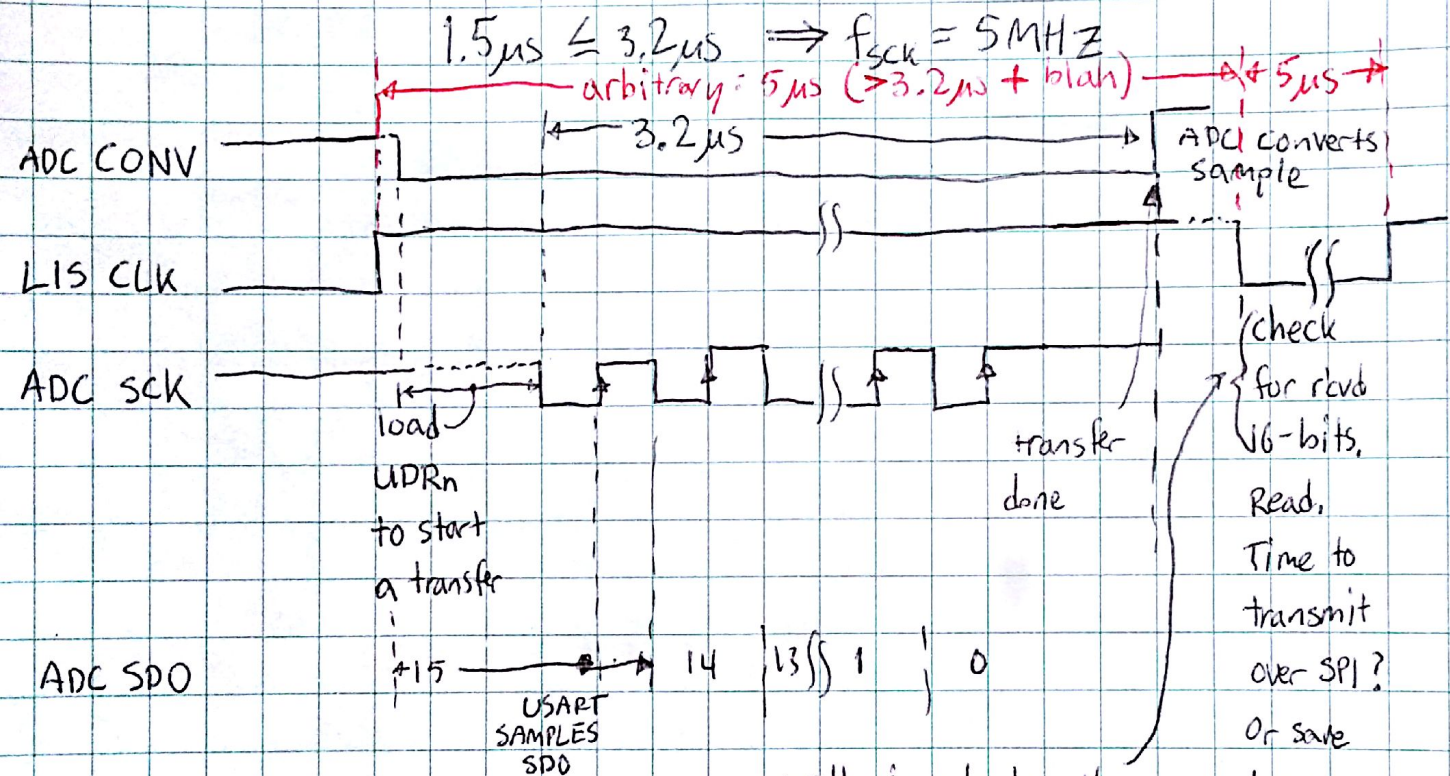 1.5μs ≤ 3.2μs ⇒ fsck = 5MHz
arbitrary = 5μs (>3.2μs + blah)
5μs
3.2μs
ADC CONV
ADC converts
sample
LIS CLK
ADC SCK
load
UDRn
to start
a transfer
transfer
done
check
for rcvd
16-bits.
Read.
Time to
transmit
over SPI?
Or save
ADC SDO
15
14
13
1
0
USART
SAMPLES
SDO